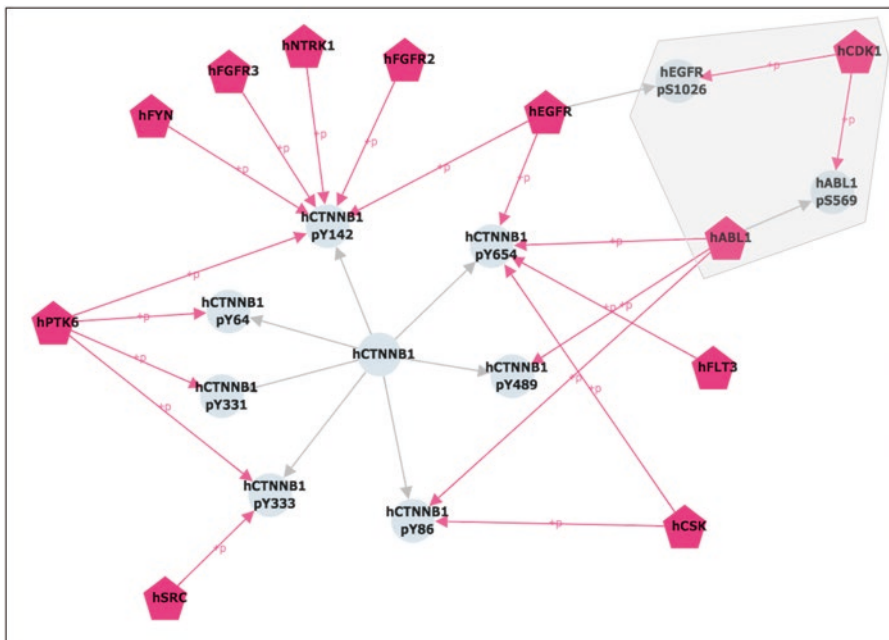 hNTRK1
hFGFR3
hFGFR2
hCDK1
hEGFR
pS1026
+p
hFYN
hEGFR
+p
+p
+p
+p
+p
+p
+p
hABL1
pS569
hCTNNB1
pY142
hCTNNB1
pY654
+p
hABL1
+p
hCTNNB1
pY64
+p
+p
+p
hPTK6
hCTNNB1
+p
hCTNNB1
pY331
hCTNNB1
pY489
hFLT3
+p
+p
+p
hCTNNB1
pY333
hCTNNB1
pY86
+p
hCSK
+p
hSRC